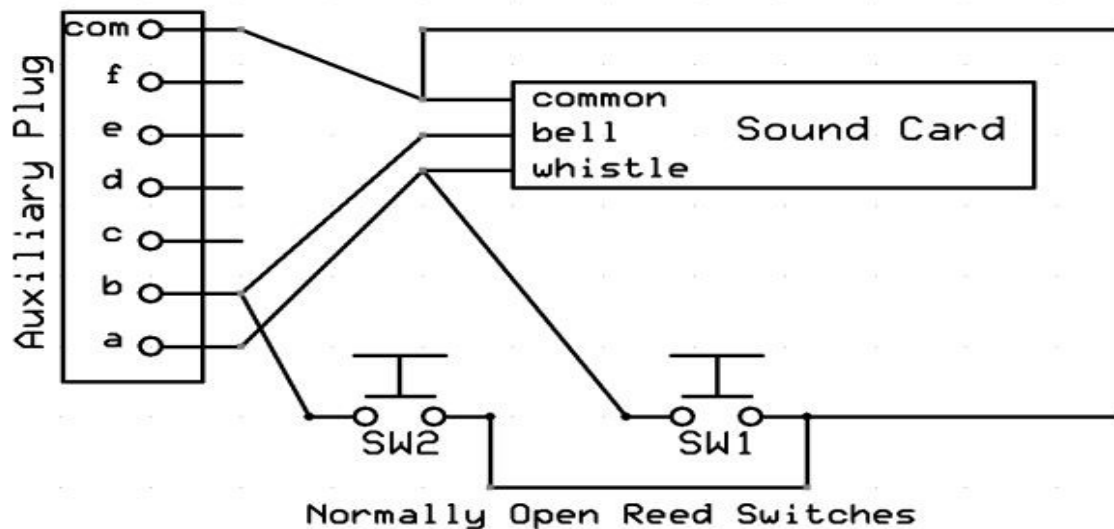 Auxiliary Plug
com
f
e
d
c
b
a
common
bell
whistle
Sound Card
SW2
SW1
Normally Open Reed Switches